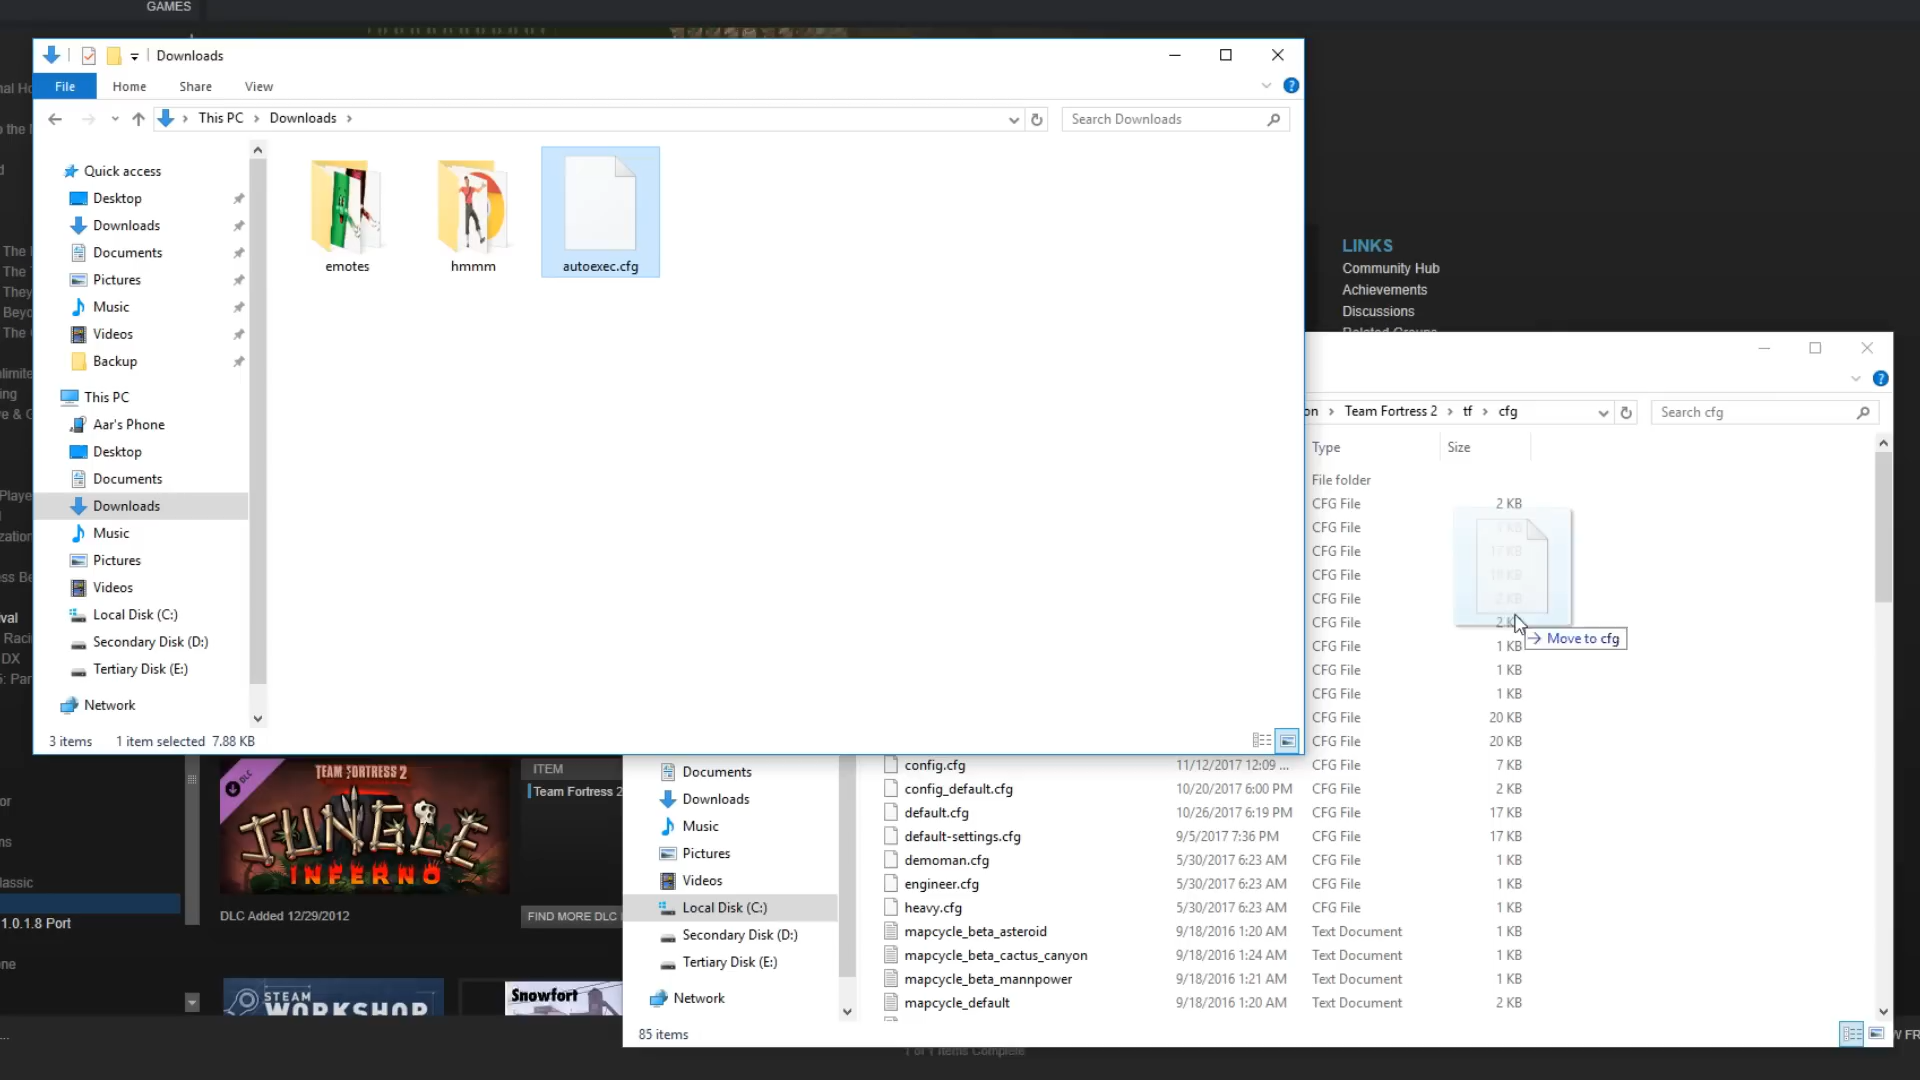 GAMES
Downloads
File
Home
Share
View
This PC
Downloads
Search Downloads
Quick access
Desktop
Downloads
Documents
Pictures
Music
Videos
Backup
This PC
Aar's Phone
Desktop
Documents
Downloads
Music
Pictures
Videos
Local Disk (C:)
Secondary Disk (D:)
Tertiary Disk (E:)
Network
emotes
hmmm
autoexec.cfg
3 items 1 item selected 7.88 KB
LINKS
Community Hub
Achievements
Discussions
Related Groups
on Team Fortress 2 tf cfg
Search cfg
Type Size
File folder
CFG File 2 KB
CFG File
CFG File 17 KB
CFG File
CFG File 2 KB
CFG File 2 KB
Move to cfg
CFG File 1 KB
CFG File 1 KB
CFG File 1 KB
CFG File 20 KB
CFG File 20 KB
config.cfg 11/12/2017 12:09 ... CFG File 7 KB
config_default.cfg 10/20/2017 6:00 PM CFG File 2 KB
default.cfg 10/26/2017 6:19 PM CFG File 17 KB
default-settings.cfg 9/5/2017 7:36 PM CFG File 17 KB
demoman.cfg 5/30/2017 6:23 AM CFG File 1 KB
engineer.cfg 5/30/2017 6:23 AM CFG File 1 KB
heavy.cfg 5/30/2017 6:23 AM CFG File 1 KB
mapcycle_beta_asteroid 9/18/2016 1:20 AM Text Document 1 KB
mapcycle_beta_cactus_canyon 9/18/2016 1:24 AM Text Document 1 KB
mapcycle_beta_mannpower 9/18/2016 1:21 AM Text Document 1 KB
mapcycle_default 9/18/2016 1:20 AM Text Document 2 KB
Documents
Downloads
Music
Pictures
Videos
Local Disk (C:)
Secondary Disk (D:)
Tertiary Disk (E:)
Network
85 items
DLC
TEAM FORTRESS 2
JUNGLE
INFERNO
DLC Added 12/29/2012
ITEM
Team Fortress 2
FIND MORE DLC
STEAM
WORKSHOP
Snowfort
1.0.1.8 Port
1 of 1 Items Complete